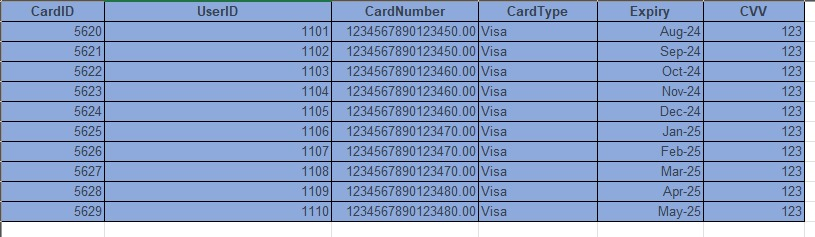 CardID UserID CardNumber CardType Expiry CVV
5620 1101 1234567890123450.00 Visa Aug-24 123
5621 1102 1234567890123450.00 Visa Sep-24 123
5622 1103 1234567890123460.00 Visa Oct-24 123
5623 1104 1234567890123460.00 Visa Nov-24 123
5624 1105 1234567890123460.00 Visa Dec-24 123
5625 1106 1234567890123470.00 Visa Jan-25 123
5626 1107 1234567890123470.00 Visa Feb-25 123
5627 1108 1234567890123470.00 Visa Mar-25 123
5628 1109 1234567890123480.00 Visa Apr-25 123
5629 1110 1234567890123480.00 Visa May-25 123